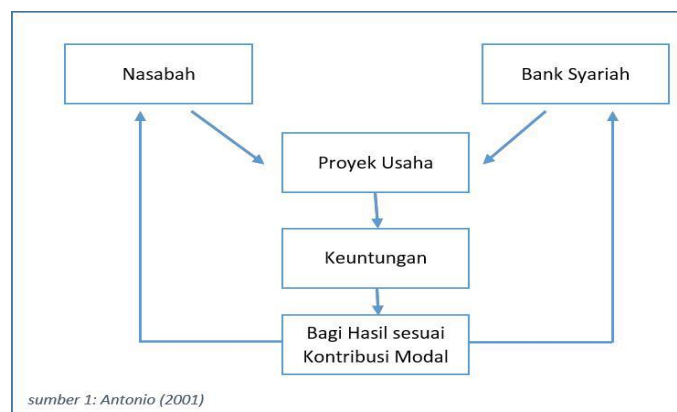 Nasabah
Bank Syariah
Proyek Usaha
Keuntungan
Bagi Hasil sesuai
Kontribusi Modal
sumber 1: Antonio (2001)